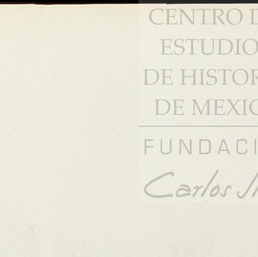 CENTRO D
ESTUDIO
DE HISTOR
DE MEXIC
FUNDACI
Carlos